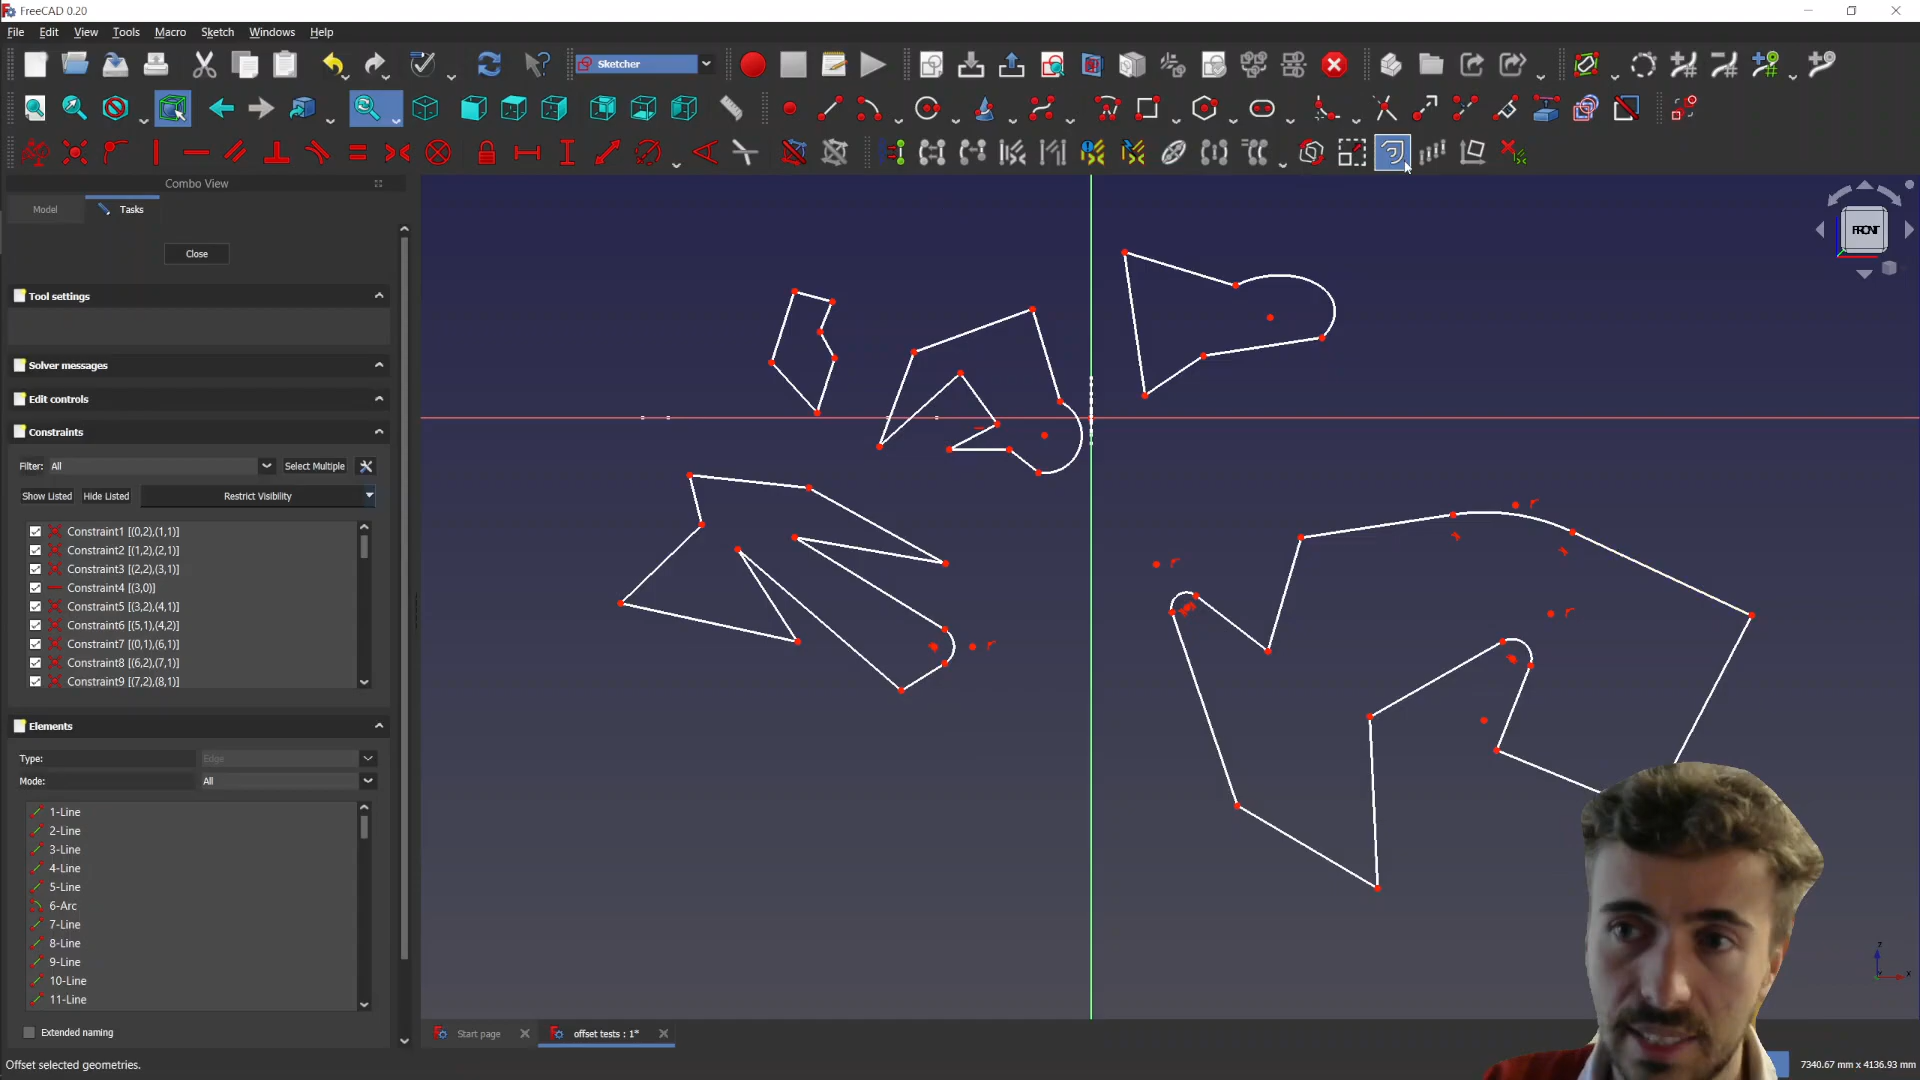 FreeCAD 0.20
File Edit View Tools Macro Sketch Windows Help
Sketcher
Combo View
Model Tasks
Close
Tool settings
Solver messages
Edit controls
Constraints
Filter: All Select Multiple
Show Listed Hide Listed Restrict Visibility
Constraint1 [(0,2),(1,1)]
Constraint2 [(1,2),(2,1)]
Constraint3 [(2,2),(3,1)]
Constraint4 [(3,0)]
Constraint5 [(3,2),(4,1)]
Constraint6 [(5,1),(4,2)]
Constraint7 [(0,1),(6,1)]
Constraint8 [(6,2),(7,1)]
Constraint9 [(7,2),(8,1)]
Elements
Type: Edge
Mode: All
1-Line
2-Line
3-Line
4-Line
5-Line
6-Arc
7-Line
8-Line
9-Line
10-Line
11-Line
Extended naming
FRONT
Z
X
Start page offset tests : 1*
Offset selected geometries.
7340.67 mm x 4136.93 mm